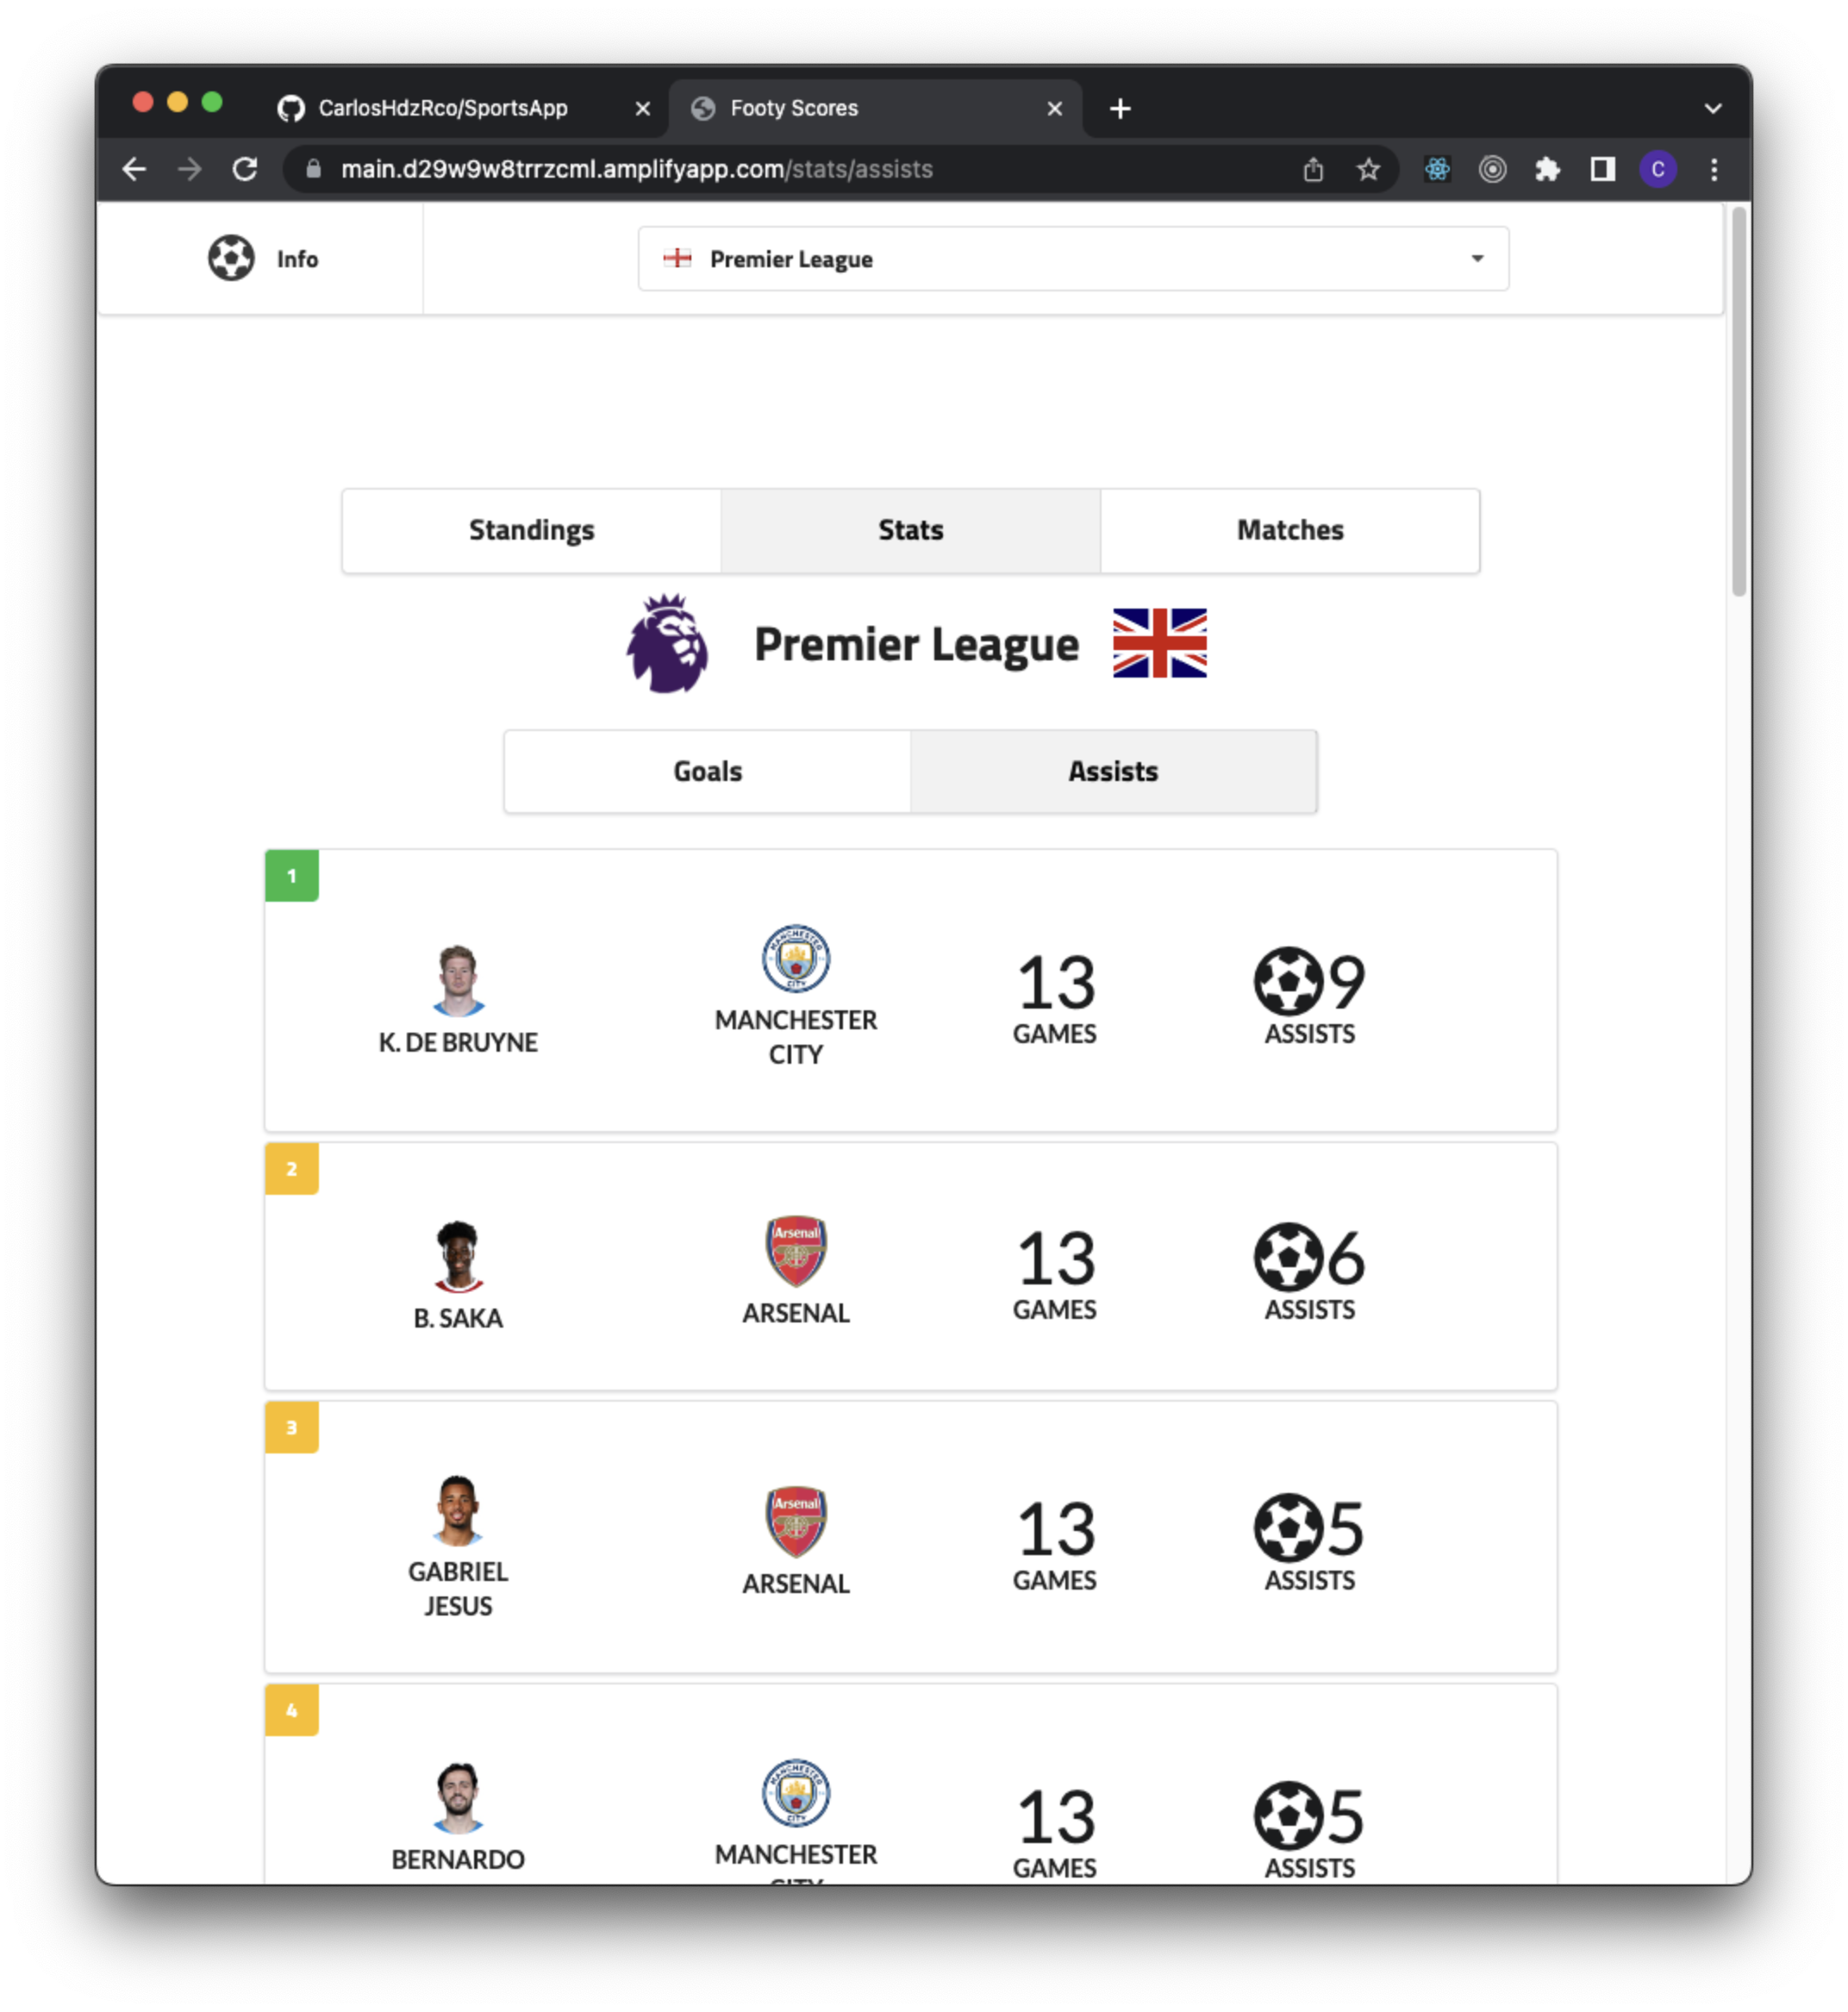 CarlosHdzRco/SportsApp
Footy Scores
main.d29w9w8trrzcml.amplifyapp.com/stats/assists
C
Info
Premier League
Standings
Stats
Matches
Premier League
Goals
Assists
1
K. DE BRUYNE
MANCHESTER
CITY
13
GAMES
9
ASSISTS
2
B. SAKA
Arsenal
ARSENAL
13
GAMES
6
ASSISTS
3
GABRIEL
JESUS
Arsenal
ARSENAL
13
GAMES
5
ASSISTS
4
BERNARDO
MANCHESTER
CITY
13
GAMES
5
ASSISTS